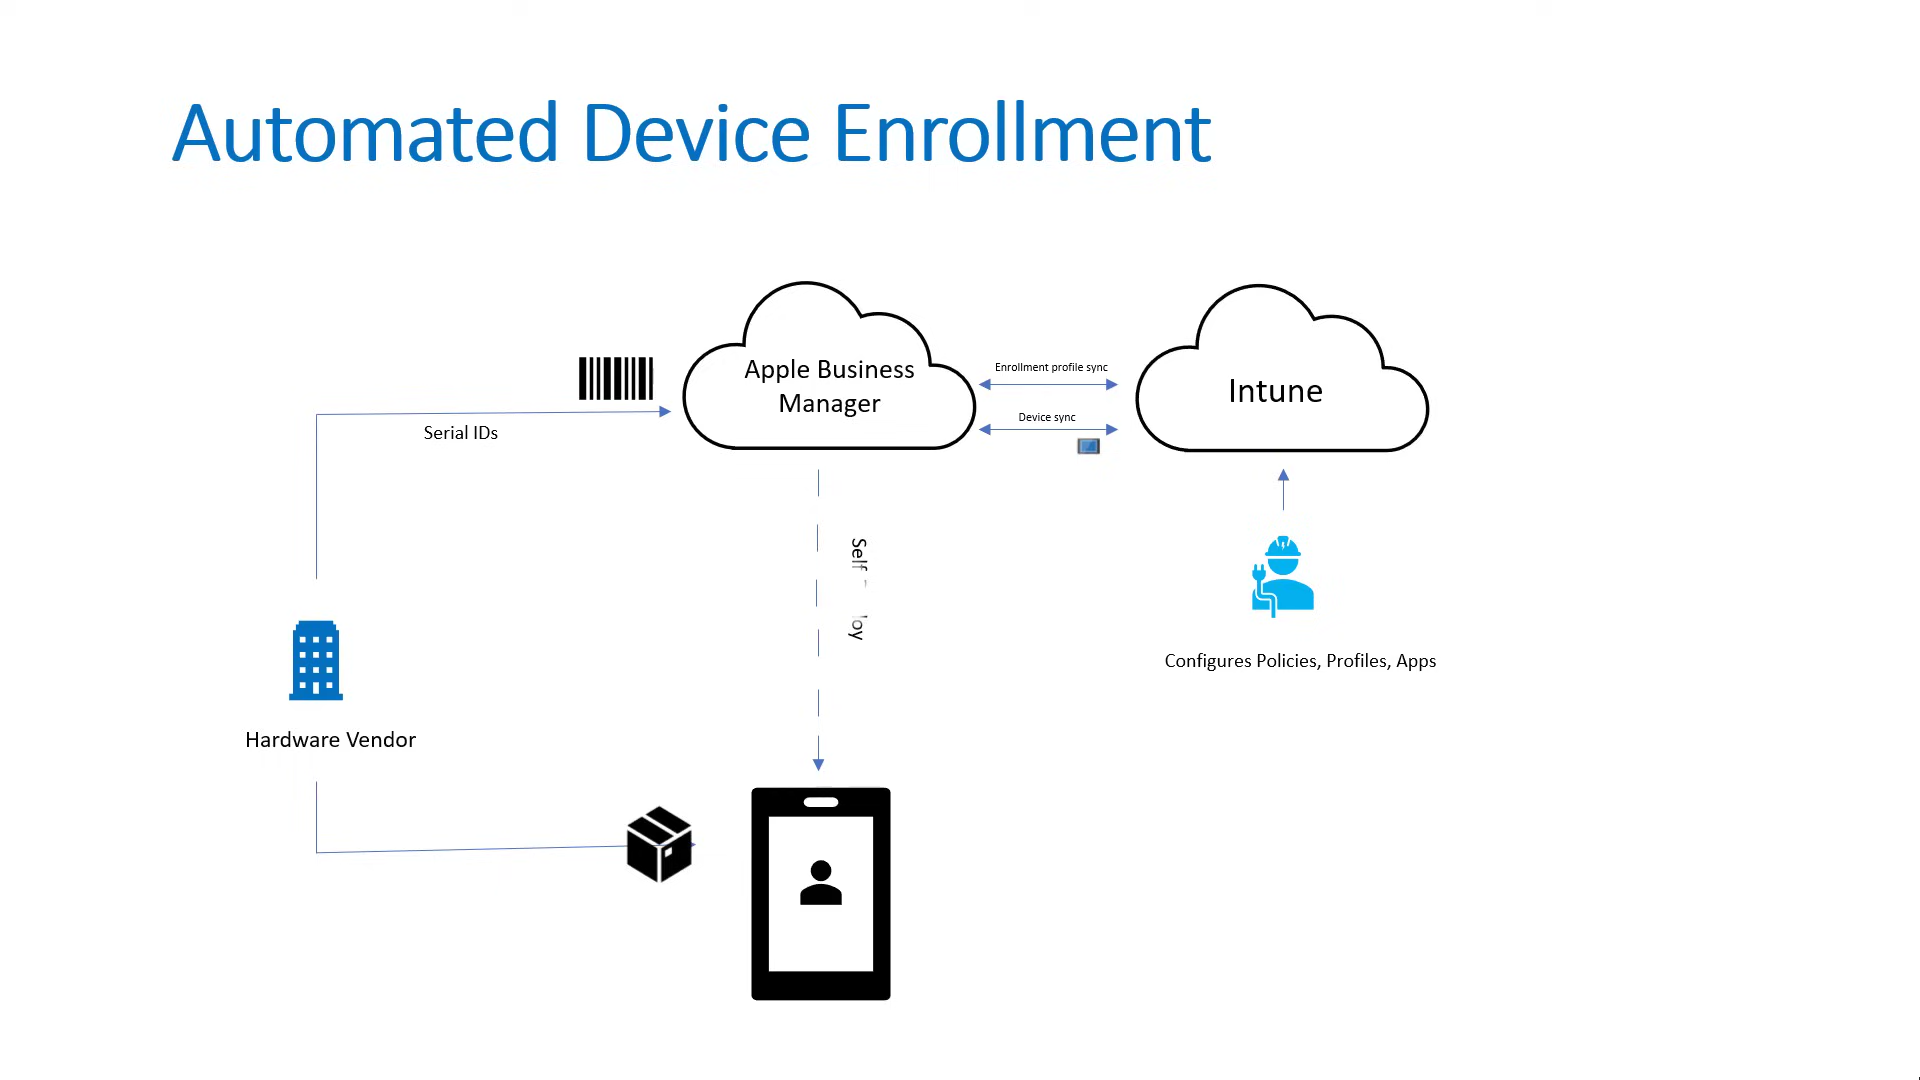 Automated Device Enrollment
Apple Business
Manager
Enrollment profile sync
Intune
Device sync
Serial IDs
Self
Configures Policies, Profiles, Apps
Hardware Vendor